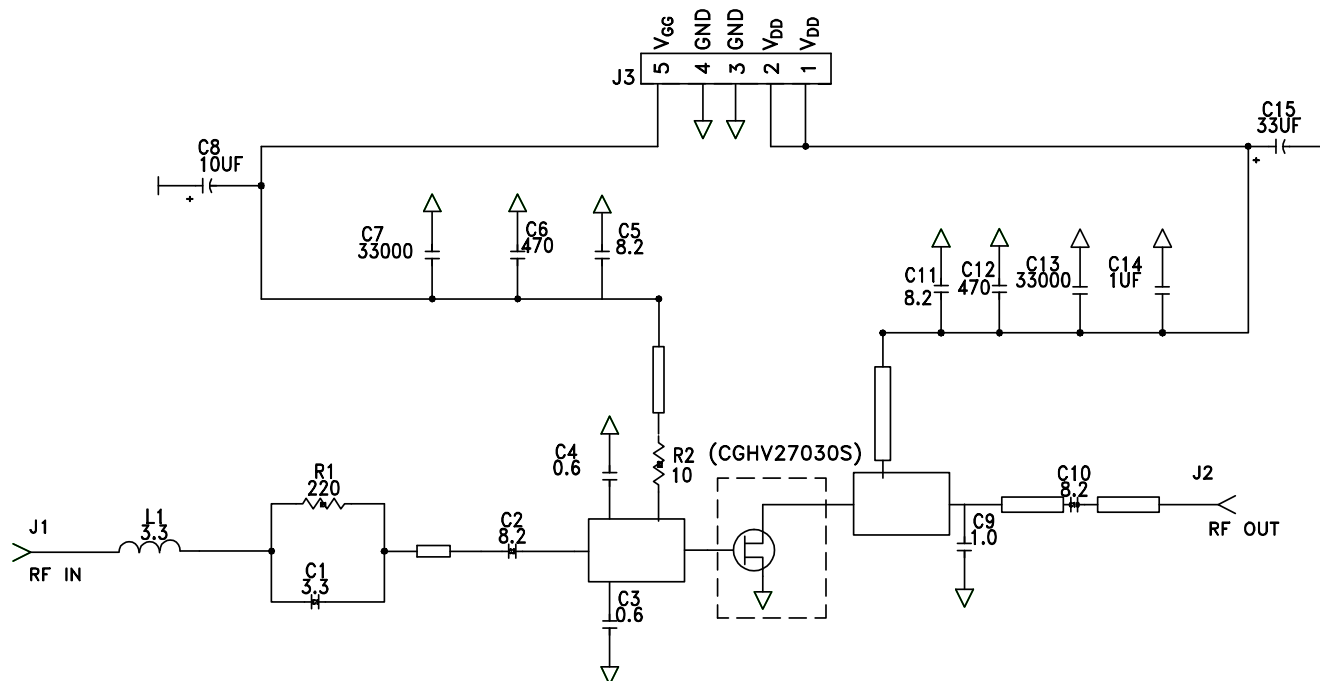 VGG
GND
GND
VDD
VDD
J3
5
4
3
2
1
C15
33UF
C8
10UF
C7
33000
C6
470
C5
8.2
C11
8.2
C12
470
C13
33000
C14
1UF
C4
0.6
R2
10
(CGHV27030S)
R1
220
C10
8.2
J2
RF OUT
J1
RF IN
L1
3.3
C2
8.2
C9
1.0
C1
3.3
C3
0.6
+
+